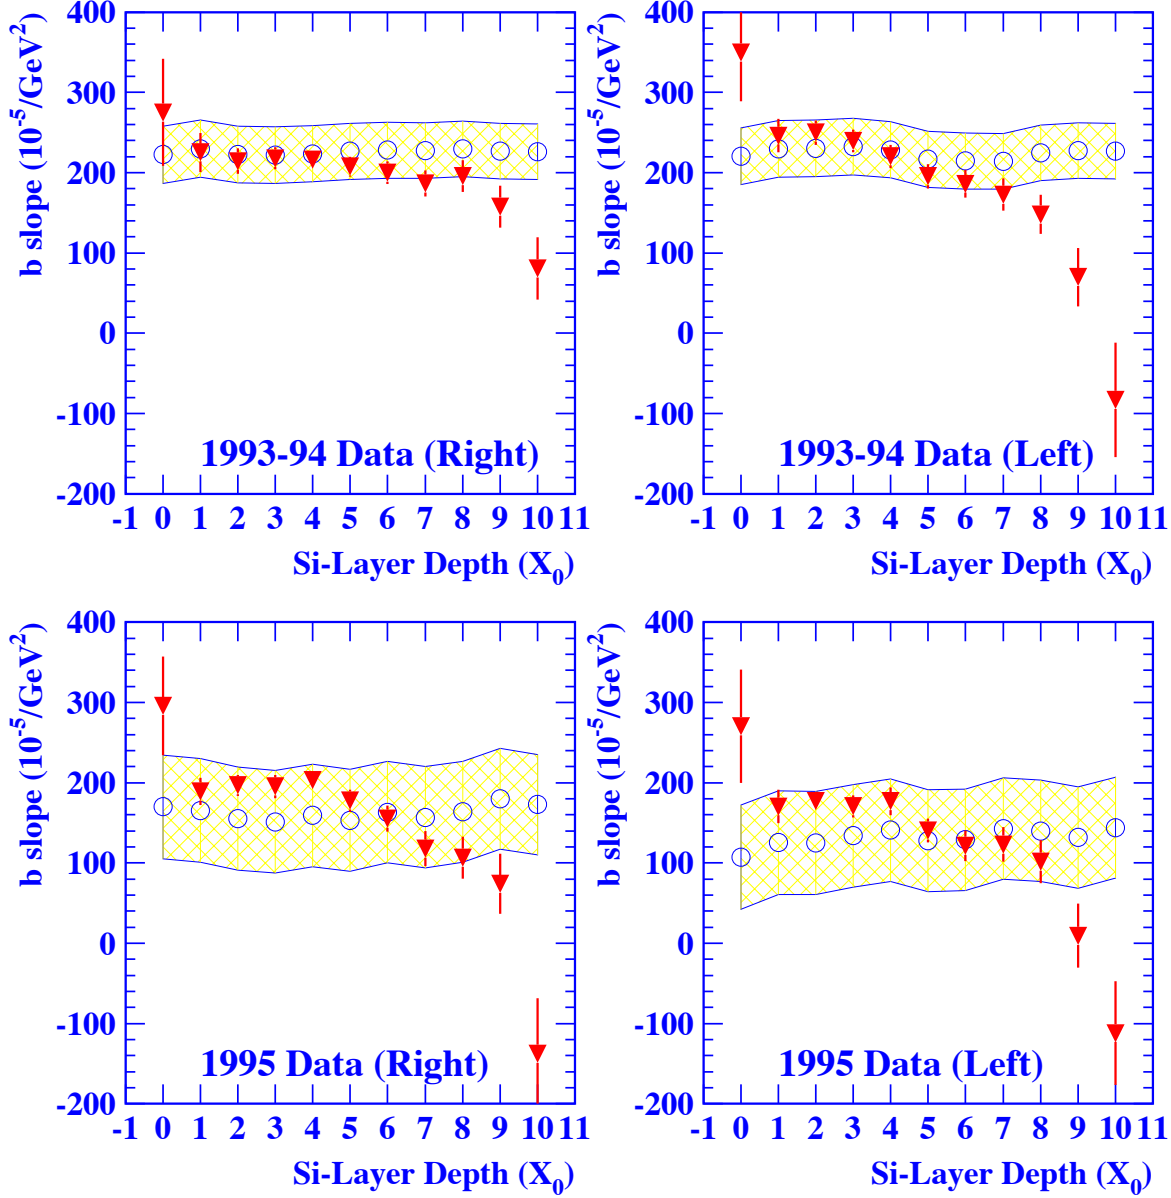 b slope (10^-5/GeV^2)
400
300
200
100
0
-100
-200
1993-94 Data (Right)
-1 0 1 2 3 4 5 6 7 8 9 10 11
Si-Layer Depth (X_0)
b slope (10^-5/GeV^2)
400
300
200
100
0
-100
-200
1993-94 Data (Left)
-1 0 1 2 3 4 5 6 7 8 9 10 11
Si-Layer Depth (X_0)
b slope (10^-5/GeV^2)
400
300
200
100
0
-100
-200
1995 Data (Right)
-1 0 1 2 3 4 5 6 7 8 9 10 11
Si-Layer Depth (X_0)
b slope (10^-5/GeV^2)
400
300
200
100
0
-100
-200
1995 Data (Left)
-1 0 1 2 3 4 5 6 7 8 9 10 11
Si-Layer Depth (X_0)